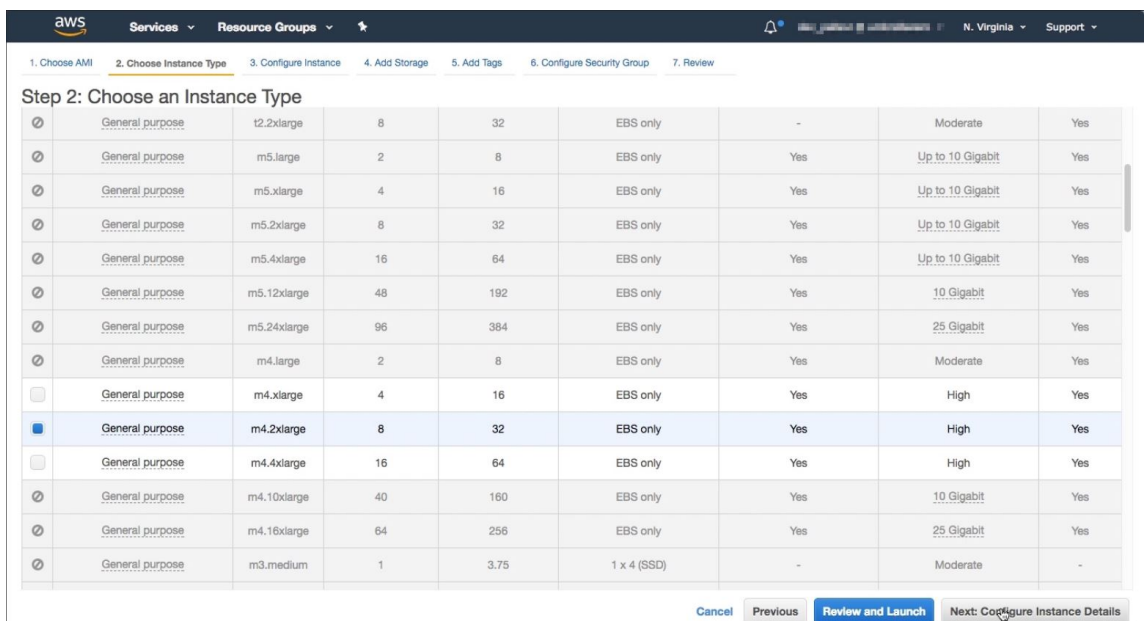 aws Services Resource Groups N. Virginia Support
1. Choose AMI 2. Choose Instance Type 3. Configure Instance 4. Add Storage 5. Add Tags 6. Configure Security Group 7. Review
Step 2: Choose an Instance Type
General purpose t2.2xlarge 8 32 EBS only - Moderate Yes
General purpose m5.large 2 8 EBS only Yes Up to 10 Gigabit Yes
General purpose m5.xlarge 4 16 EBS only Yes Up to 10 Gigabit Yes
General purpose m5.2xlarge 8 32 EBS only Yes Up to 10 Gigabit Yes
General purpose m5.4xlarge 16 64 EBS only Yes Up to 10 Gigabit Yes
General purpose m5.12xlarge 48 192 EBS only Yes 10 Gigabit Yes
General purpose m5.24xlarge 96 384 EBS only Yes 25 Gigabit Yes
General purpose m4.large 2 8 EBS only Yes Moderate Yes
General purpose m4.xlarge 4 16 EBS only Yes High Yes
General purpose m4.2xlarge 8 32 EBS only Yes High Yes
General purpose m4.4xlarge 16 64 EBS only Yes High Yes
General purpose m4.10xlarge 40 160 EBS only Yes 10 Gigabit Yes
General purpose m4.16xlarge 64 256 EBS only Yes 25 Gigabit Yes
General purpose m3.medium 1 3.75 1 x 4 (SSD) - Moderate -
Cancel Previous Review and Launch Next: Configure Instance Details